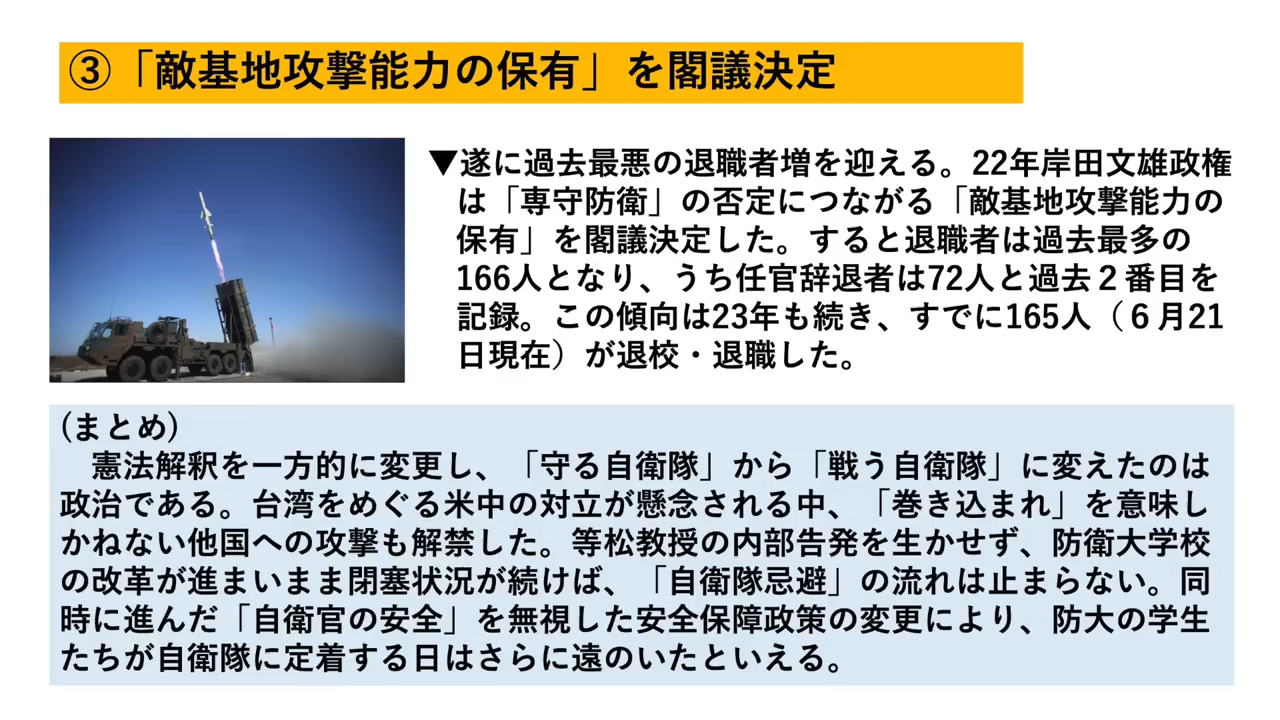 ③「敵基地攻撃能力の保有」を閣議決定
▼遂に過去最悪の退職者増を迎える。22年岸田文雄政権
は「専守防衛」の否定につながる「敵基地攻撃能力の
保有」を閣議決定した。すると退職者は過去最多の
166人となり、うち任官辞退者は72人と過去２番目を
記録。この傾向は23年も続き、すでに165人（６月21
日現在）が退校・退職した。
(まとめ)
憲法解釈を一方的に変更し、「守る自衛隊」から「戦う自衛隊」に変えたのは
政治である。台湾をめぐる米中の対立が懸念される中、「巻き込まれ」を意味し
かねない他国への攻撃も解禁した。等松教授の内部告発を生かせず、防衛大学校
の改革が進まいまま閉塞状況が続けば、「自衛隊忌避」の流れは止まらない。同
時に進んだ「自衛官の安全」を無視した安全保障政策の変更により、防大の学生
たちが自衛隊に定着する日はさらに遠のいたといえる。